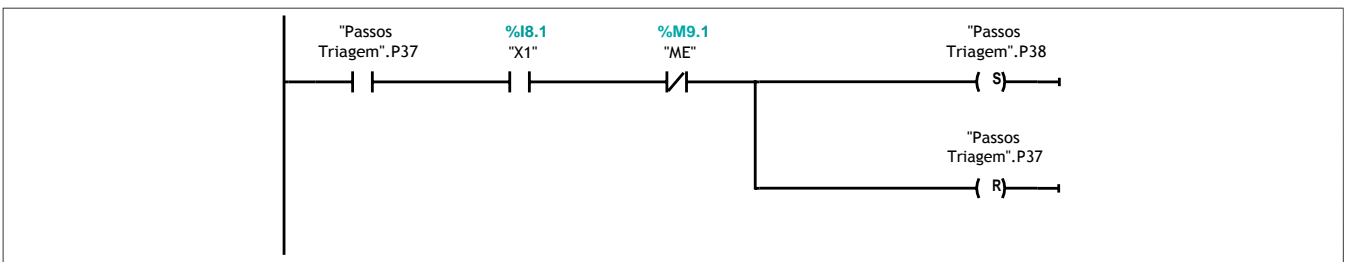 "Passos
Triagem".P37
%I8.1
"X1"
%M9.1
"ME"
"Passos
Triagem".P38
S
"Passos
Triagem".P37
R